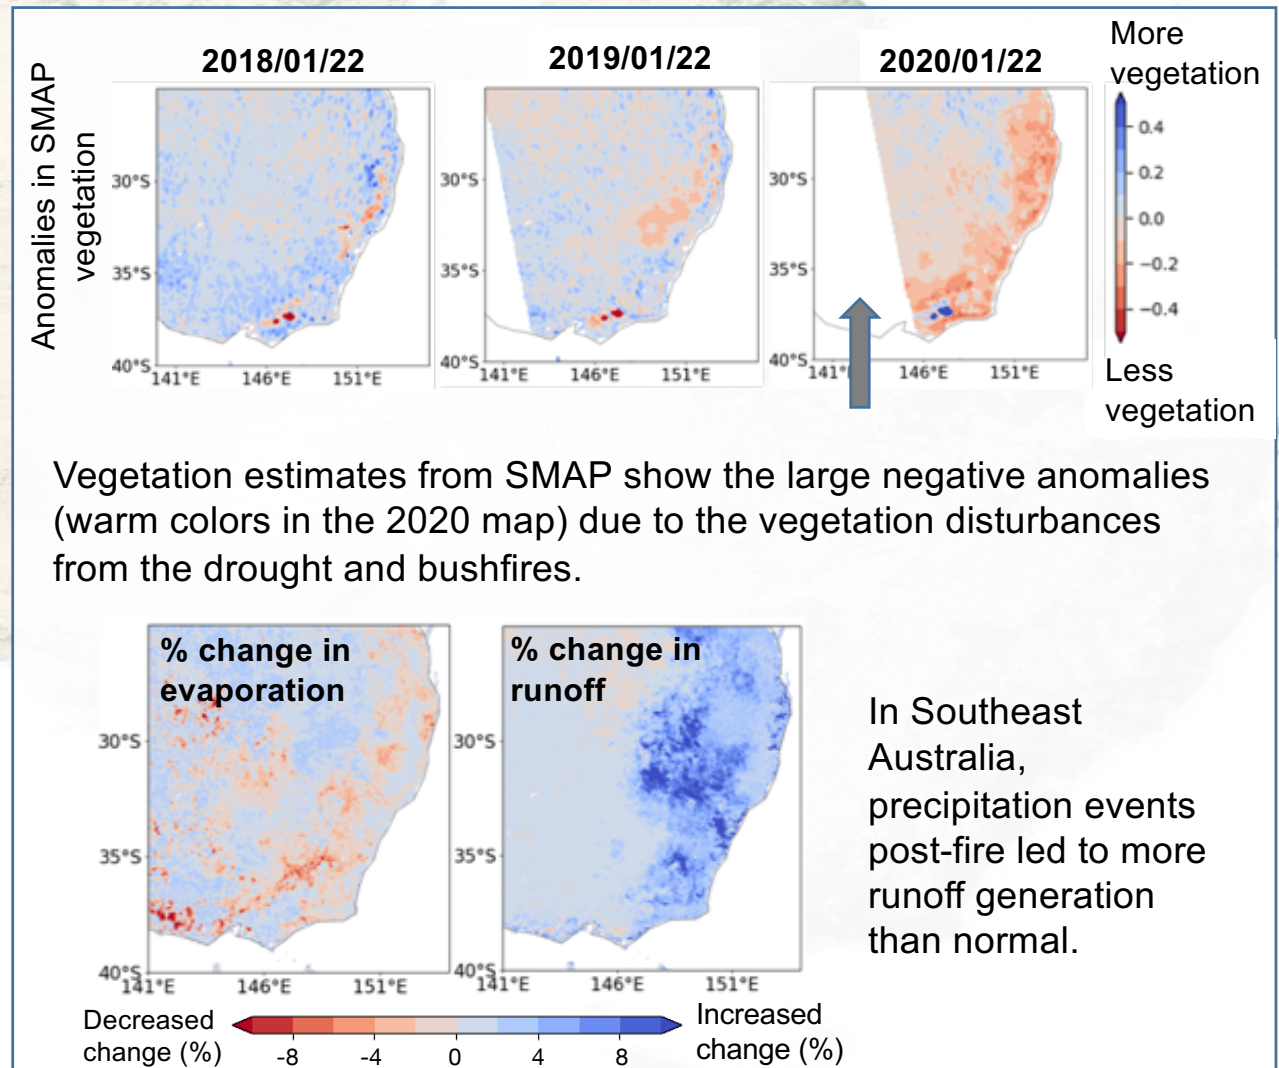 Anomalies in SMAP
vegetation
2018/01/22
2019/01/22
2020/01/22
More
vegetation
30°S
35°S
40°S
141°E
146°E
151°E
30°S
35°S
40°S
141°E
146°E
151°E
30°S
35°S
40°S
141°
146°E
151°E
0.4
0.2
0.0
−0.2
−0.4
Less
vegetation
Vegetation estimates from SMAP show the large negative anomalies
(warm colors in the 2020 map) due to the vegetation disturbances
from the drought and bushfires.
% change in
evaporation
30°S
35°S
40°S
141°E
146°E
151°E
% change in
runoff
30°S
35°S
40°S
141°E
146°E
151°E
In Southeast
Australia,
precipitation events
post-fire led to more
runoff generation
than normal.
Decreased
change (%)
-8
-4
0
4
8
Increased
change (%)